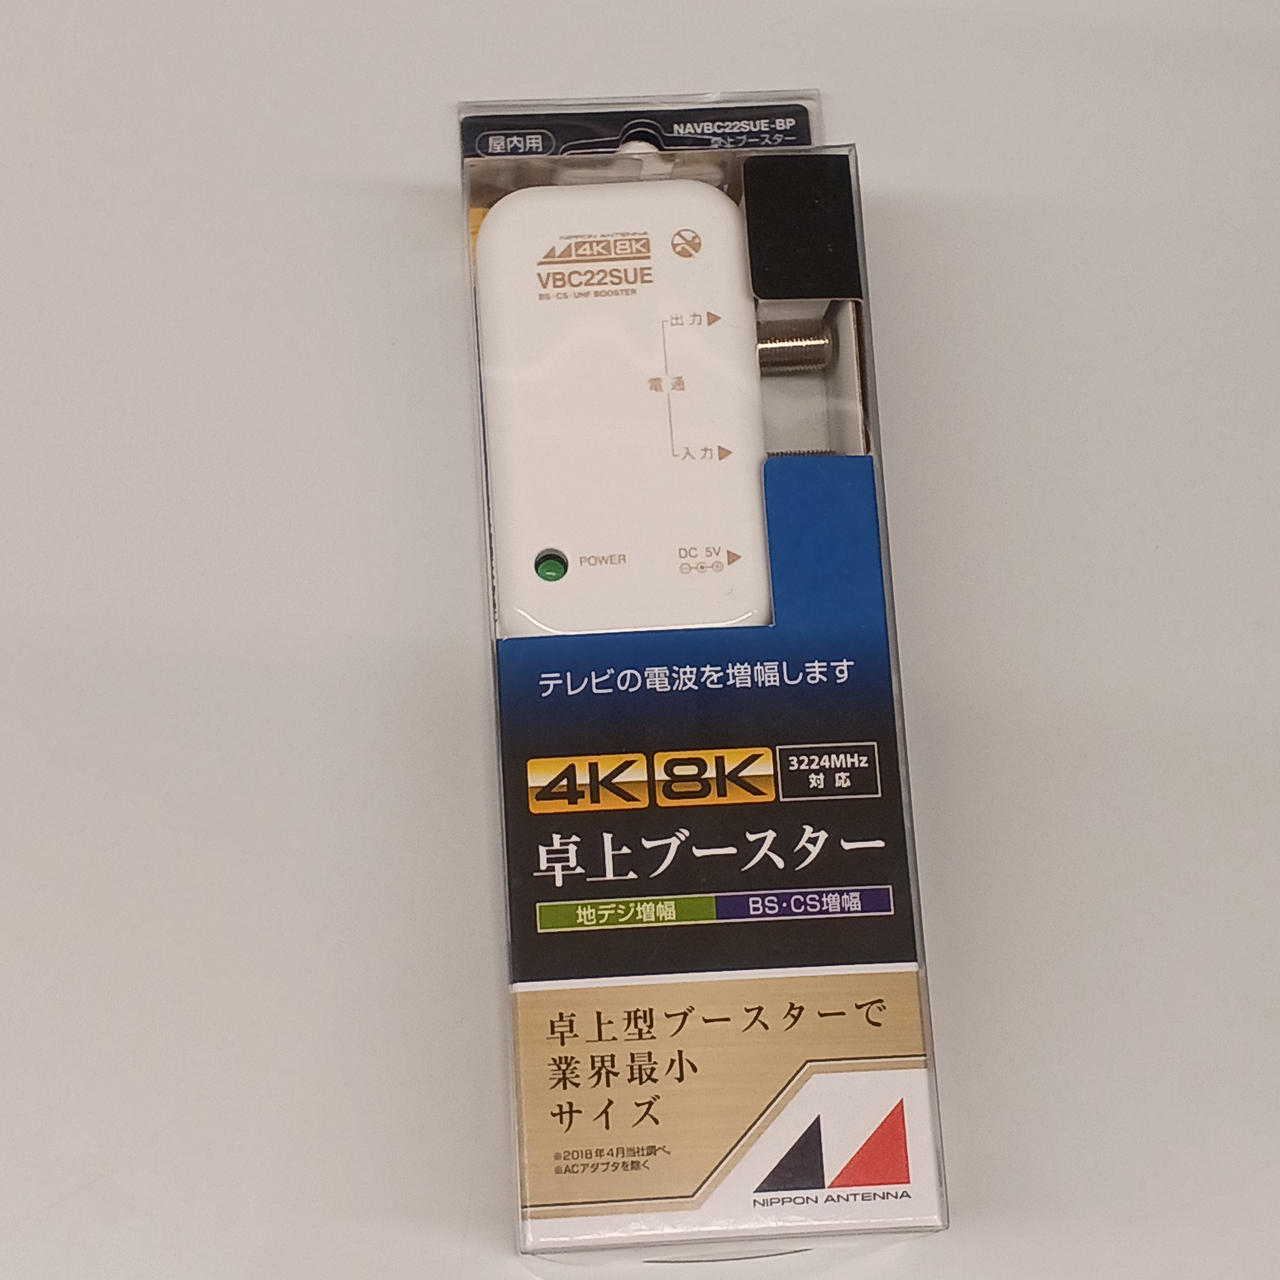 屋内用
NAVBC22SUE-BP
卓上ブースター
NIPPON ANTENNA
4K 8K
VBC22SUE
BS・CS・UHF BOOSTER
出力
電通
入力
POWER
DC 5V
テレビの電波を増幅します
4K 8K 3224MHz
対応
卓上ブースター
地デジ増幅 BS・CS増幅
卓上型ブースターで
業界最小
サイズ
※2018年4月当社調べ。
※ACアダプタを除く
NIPPON ANTENNA